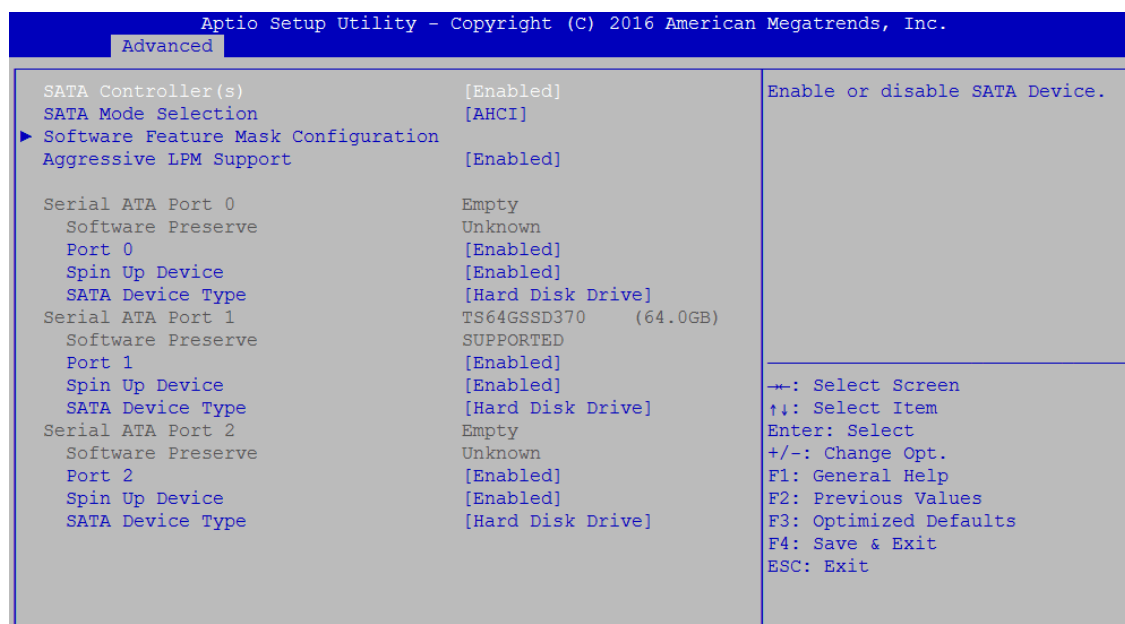 Aptio Setup Utility – Copyright (C) 2016 American Megatrends, Inc.
Advanced
SATA Controller(s) [Enabled]
SATA Mode Selection [AHCI]
► Software Feature Mask Configuration
Aggressive LPM Support [Enabled]
Serial ATA Port 0 Empty
Software Preserve Unknown
Port 0 [Enabled]
Spin Up Device [Enabled]
SATA Device Type [Hard Disk Drive]
Serial ATA Port 1 TS64GSSD370 (64.0GB)
Software Preserve SUPPORTED
Port 1 [Enabled]
Spin Up Device [Enabled]
SATA Device Type [Hard Disk Drive]
Serial ATA Port 2 Empty
Software Preserve Unknown
Port 2 [Enabled]
Spin Up Device [Enabled]
SATA Device Type [Hard Disk Drive]
Enable or disable SATA Device.
→←: Select Screen
↑↓: Select Item
Enter: Select
+/-: Change Opt.
F1: General Help
F2: Previous Values
F3: Optimized Defaults
F4: Save & Exit
ESC: Exit